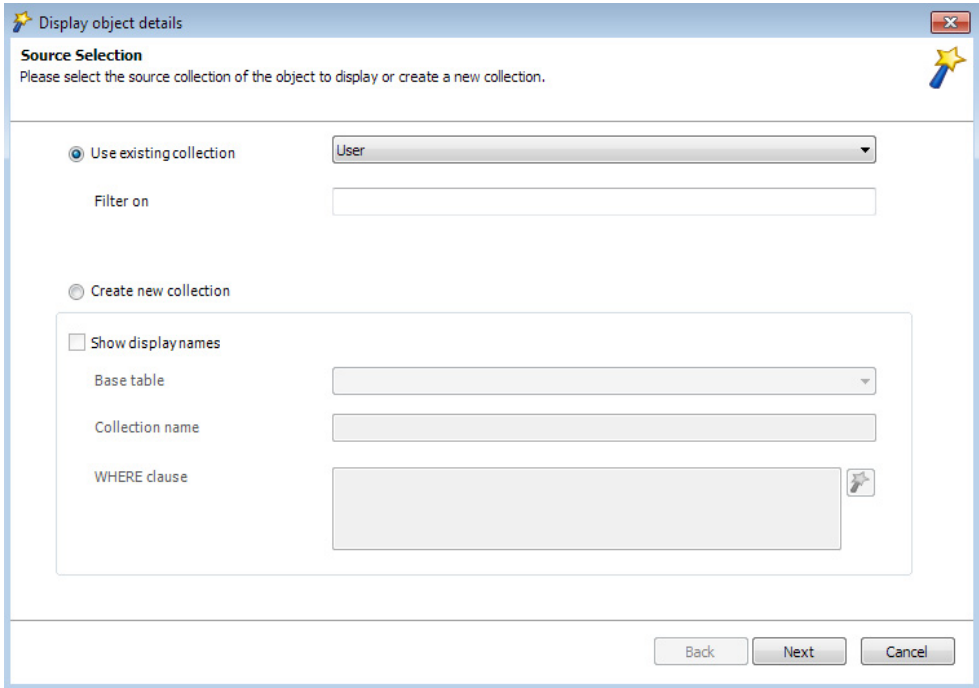 Display object details
Source Selection
Please select the source collection of the object to display or create a new collection.
Use existing collection
User
Filter on
Create new collection
Show display names
Base table
Collection name
WHERE clause
Back
Next
Cancel